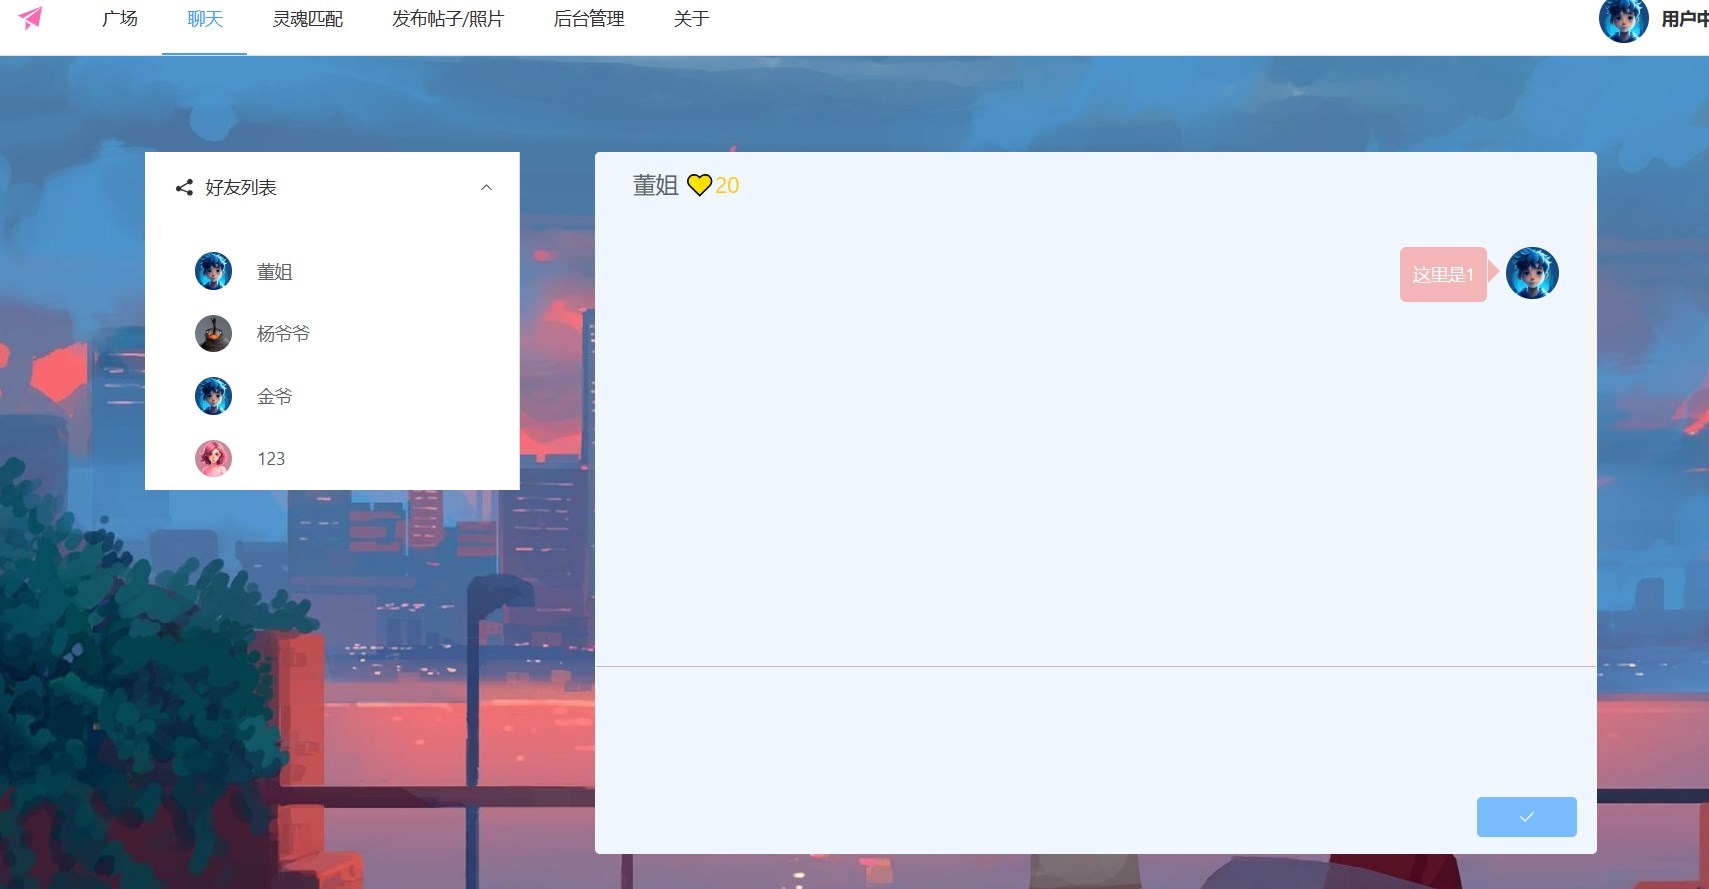 广场 聊天 灵魂匹配 发布帖子/照片 后台管理 关于 用户中
好友列表
董姐
杨爷爷
金爷
123
董姐 20
这里是1